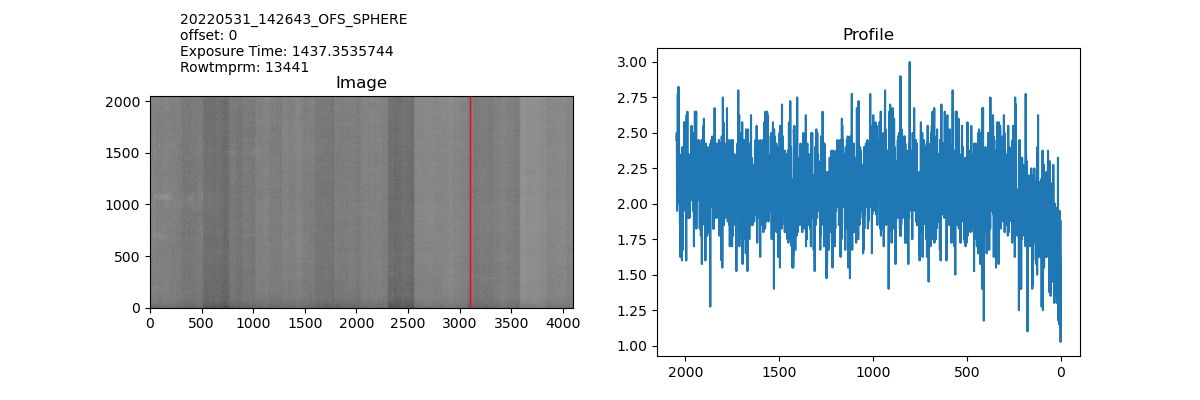 20220531_142643_OFS_SPHERE
offset: 0
Exposure Time: 1437.3535744
Rowtmprm: 13441
Image
2000
1500
1000
500
0
0 500 1000 1500 2000 2500 3000 3500 4000
Profile
3.00
2.75
2.50
2.25
2.00
1.75
1.50
1.25
1.00
2000 1500 1000 500 0